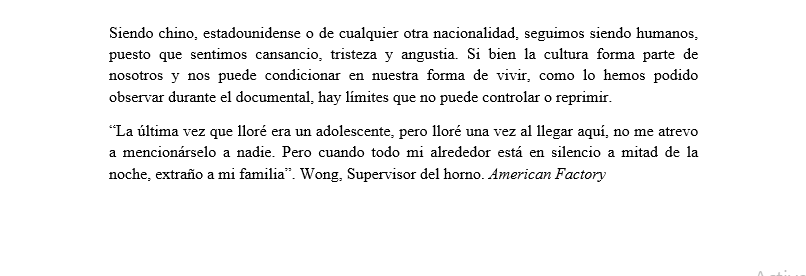 Siendo chino, estadounidense o de cualquier otra nacionalidad, seguimos siendo humanos,
puesto que sentimos cansancio, tristeza y angustia. Si bien la cultura forma parte de
nosotros y nos puede condicionar en nuestra forma de vivir, como lo hemos podido
observar durante el documental, hay límites que no puede controlar o reprimir.
“La última vez que lloré era un adolescente, pero lloré una vez al llegar aquí, no me atrevo
a mencionárselo a nadie. Pero cuando todo mi alrededor está en silencio a mitad de la
noche, extraño a mi familia”. Wong, Supervisor del horno. American Factory